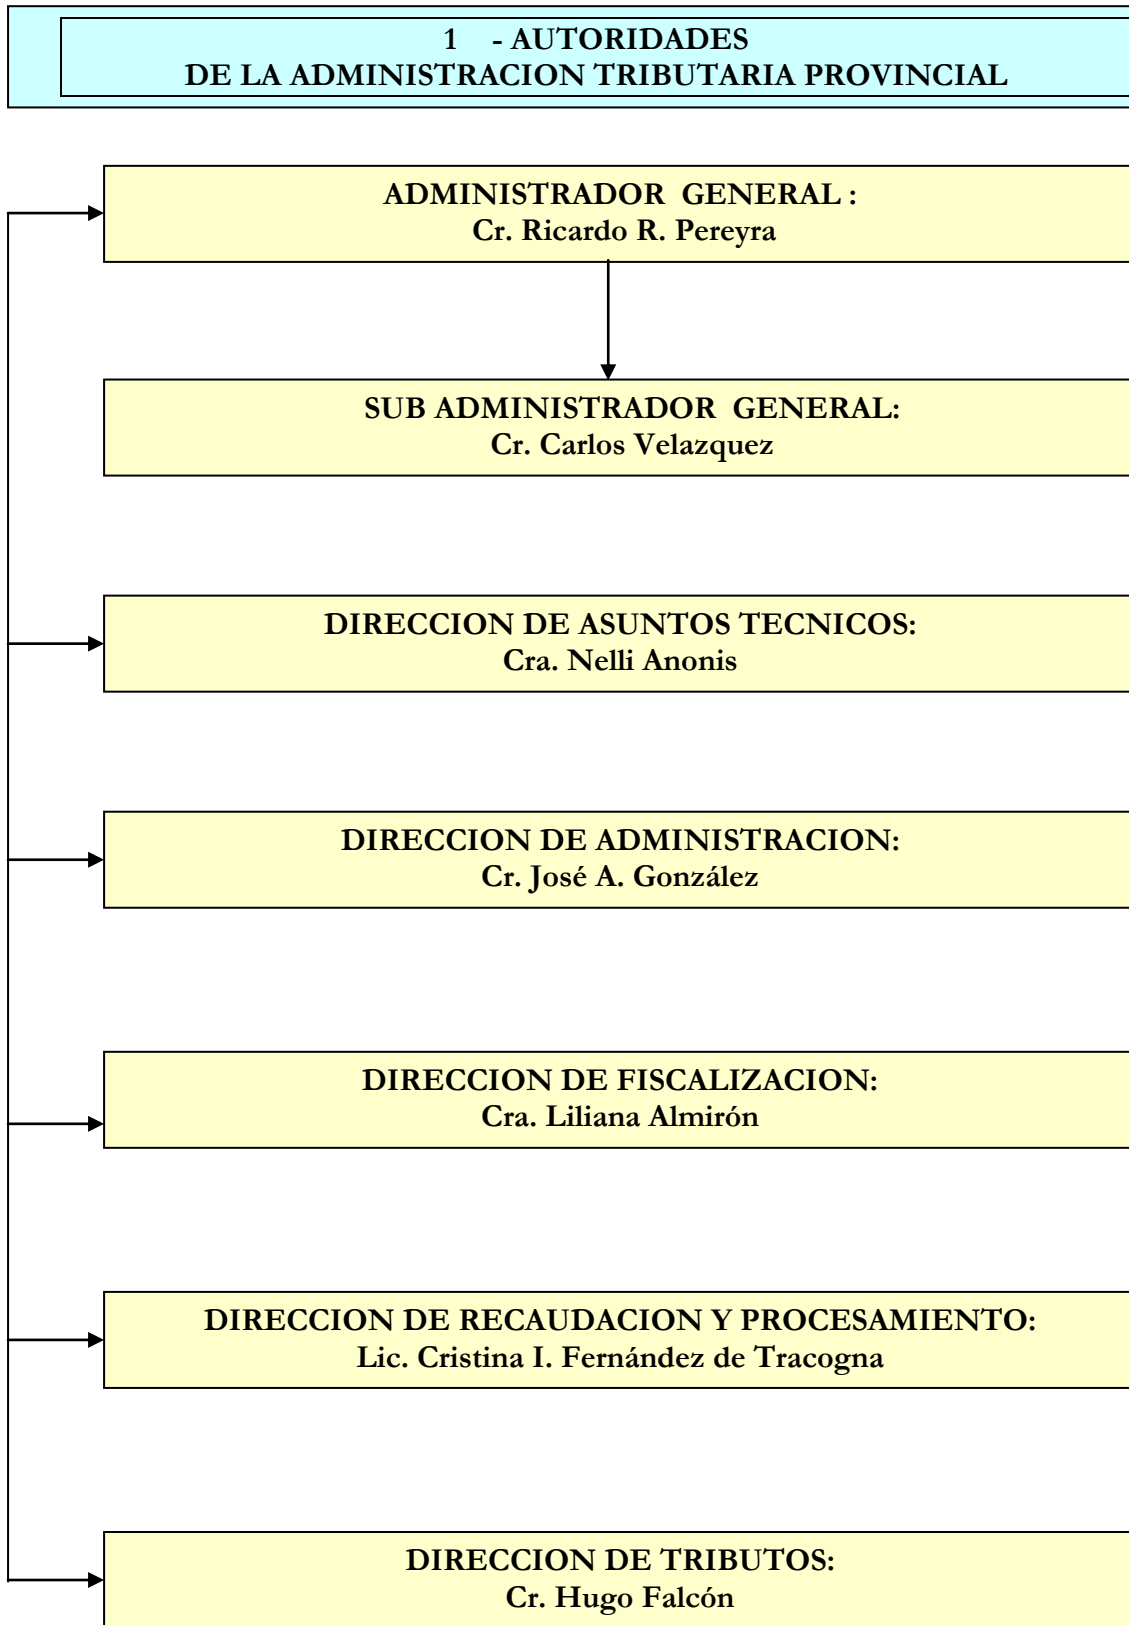 1 - AUTORIDADES
DE LA ADMINISTRACION TRIBUTARIA PROVINCIAL
ADMINISTRADOR GENERAL :
Cr. Ricardo R. Pereyra
SUB ADMINISTRADOR GENERAL:
Cr. Carlos Velazquez
DIRECCION DE ASUNTOS TECNICOS:
Cra. Nelli Anonis
DIRECCION DE ADMINISTRACION:
Cr. José A. González
DIRECCION DE FISCALIZACION:
Cra. Liliana Almirón
DIRECCION DE RECAUDACION Y PROCESAMIENTO:
Lic. Cristina I. Fernández de Tracogna
DIRECCION DE TRIBUTOS:
Cr. Hugo Falcón